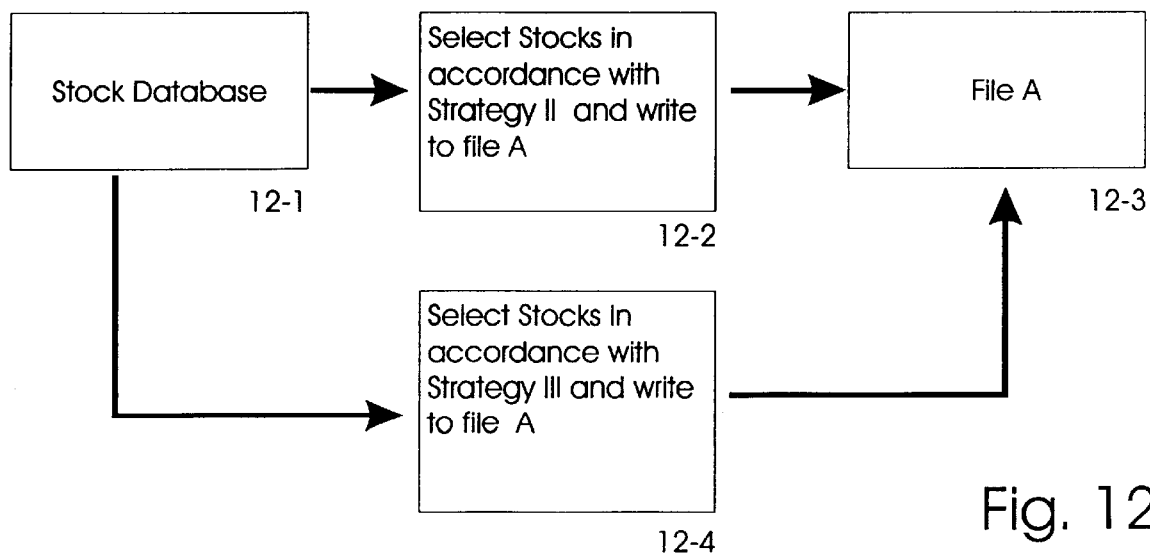 Stock Database
12-1
Select Stocks in
accordance with
Strategy II and write
to file A
12-2
File A
12-3
Select Stocks in
accordance with
Strategy III and write
to file A
12-4
Fig. 12